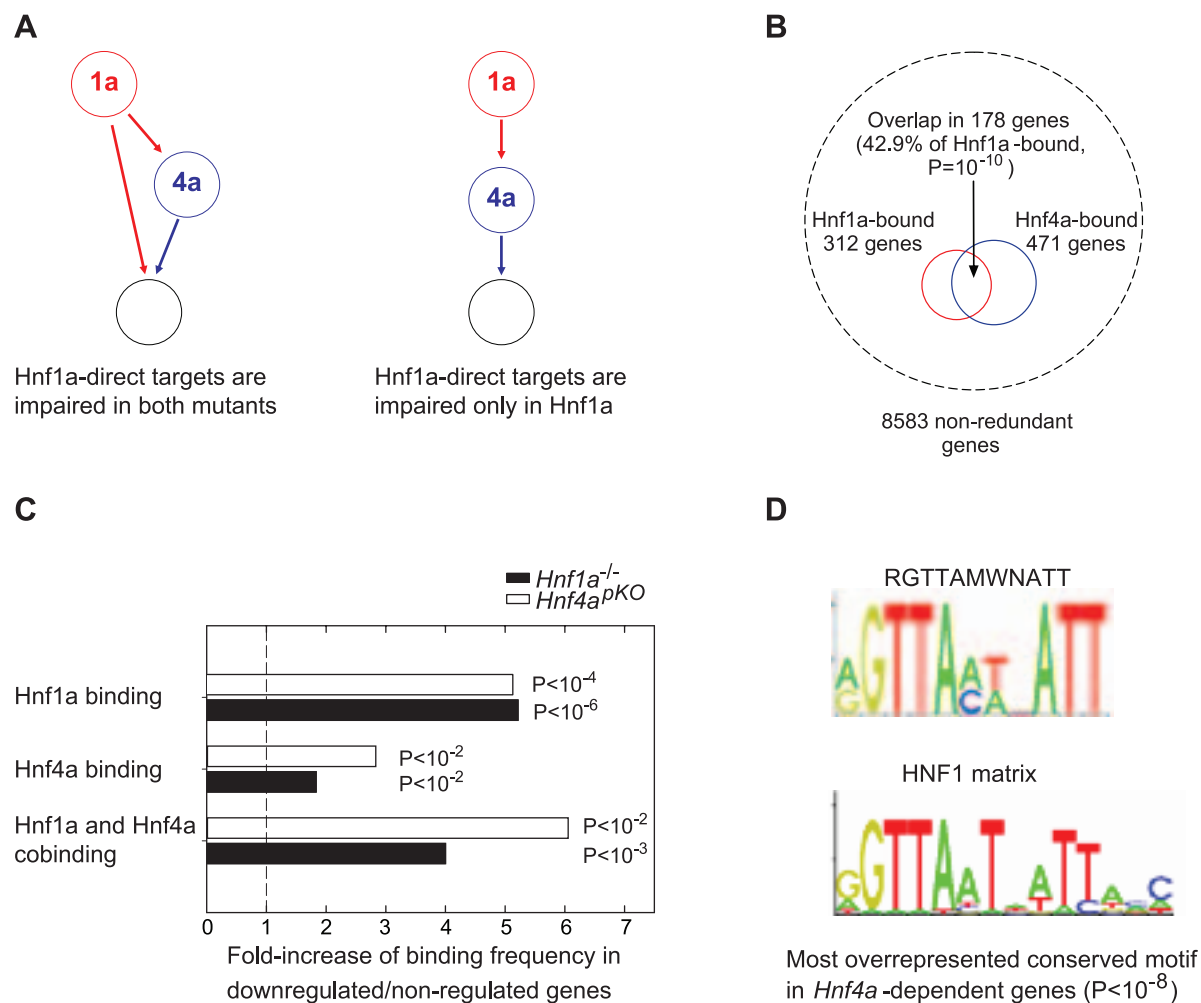 A
1a
4a
Hnf1a-direct targets are
impaired in both mutants
1a
4a
Hnf1a-direct targets are
impaired only in Hnf1a
B
Overlap in 178 genes
(42.9% of Hnf1a -bound,
P=10^-10 )
Hnf1a-bound
312 genes
Hnf4a-bound
471 genes
8583 non-redundant
genes
C
Hnf1a^-/-
Hnf4a^pKO
Hnf1a binding
P<10^-4
P<10^-6
Hnf4a binding
P<10^-2
P<10^-2
Hnf1a and Hnf4a
cobinding
P<10^-2
P<10^-3
0 1 2 3 4 5 6 7
Fold-increase of binding frequency in
downregulated/non-regulated genes
D
RGTTAMWNATT
HNF1 matrix
Most overrepresented conserved motif
in Hnf4a -dependent genes (P<10^-8)